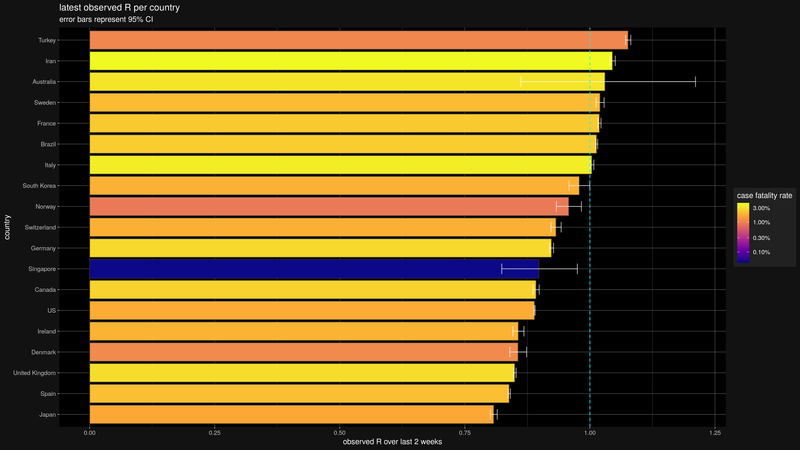 latest observed R per country
error bars represent 95% CI
country
Turkey
Iran
Australia
Sweden
France
Brazil
Italy
South Korea
Norway
Switzerland
Germany
Singapore
Canada
US
Ireland
Denmark
United Kingdom
Spain
Japan
0.00 0.25 0.50 0.75 1.00 1.25
observed R over last 2 weeks
case fatality rate
3.00%
1.00%
0.30%
0.10%